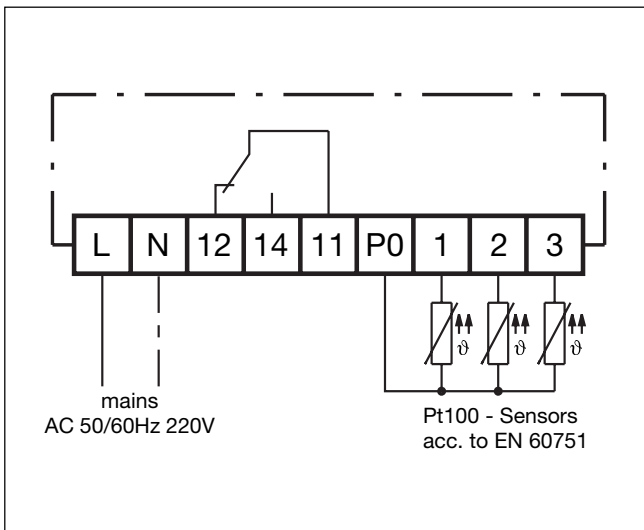 L N 12 14 11 P0 1 2 3
ϑ ϑ ϑ
mains
AC 50/60Hz 220V
Pt100 - Sensors
acc. to EN 60751